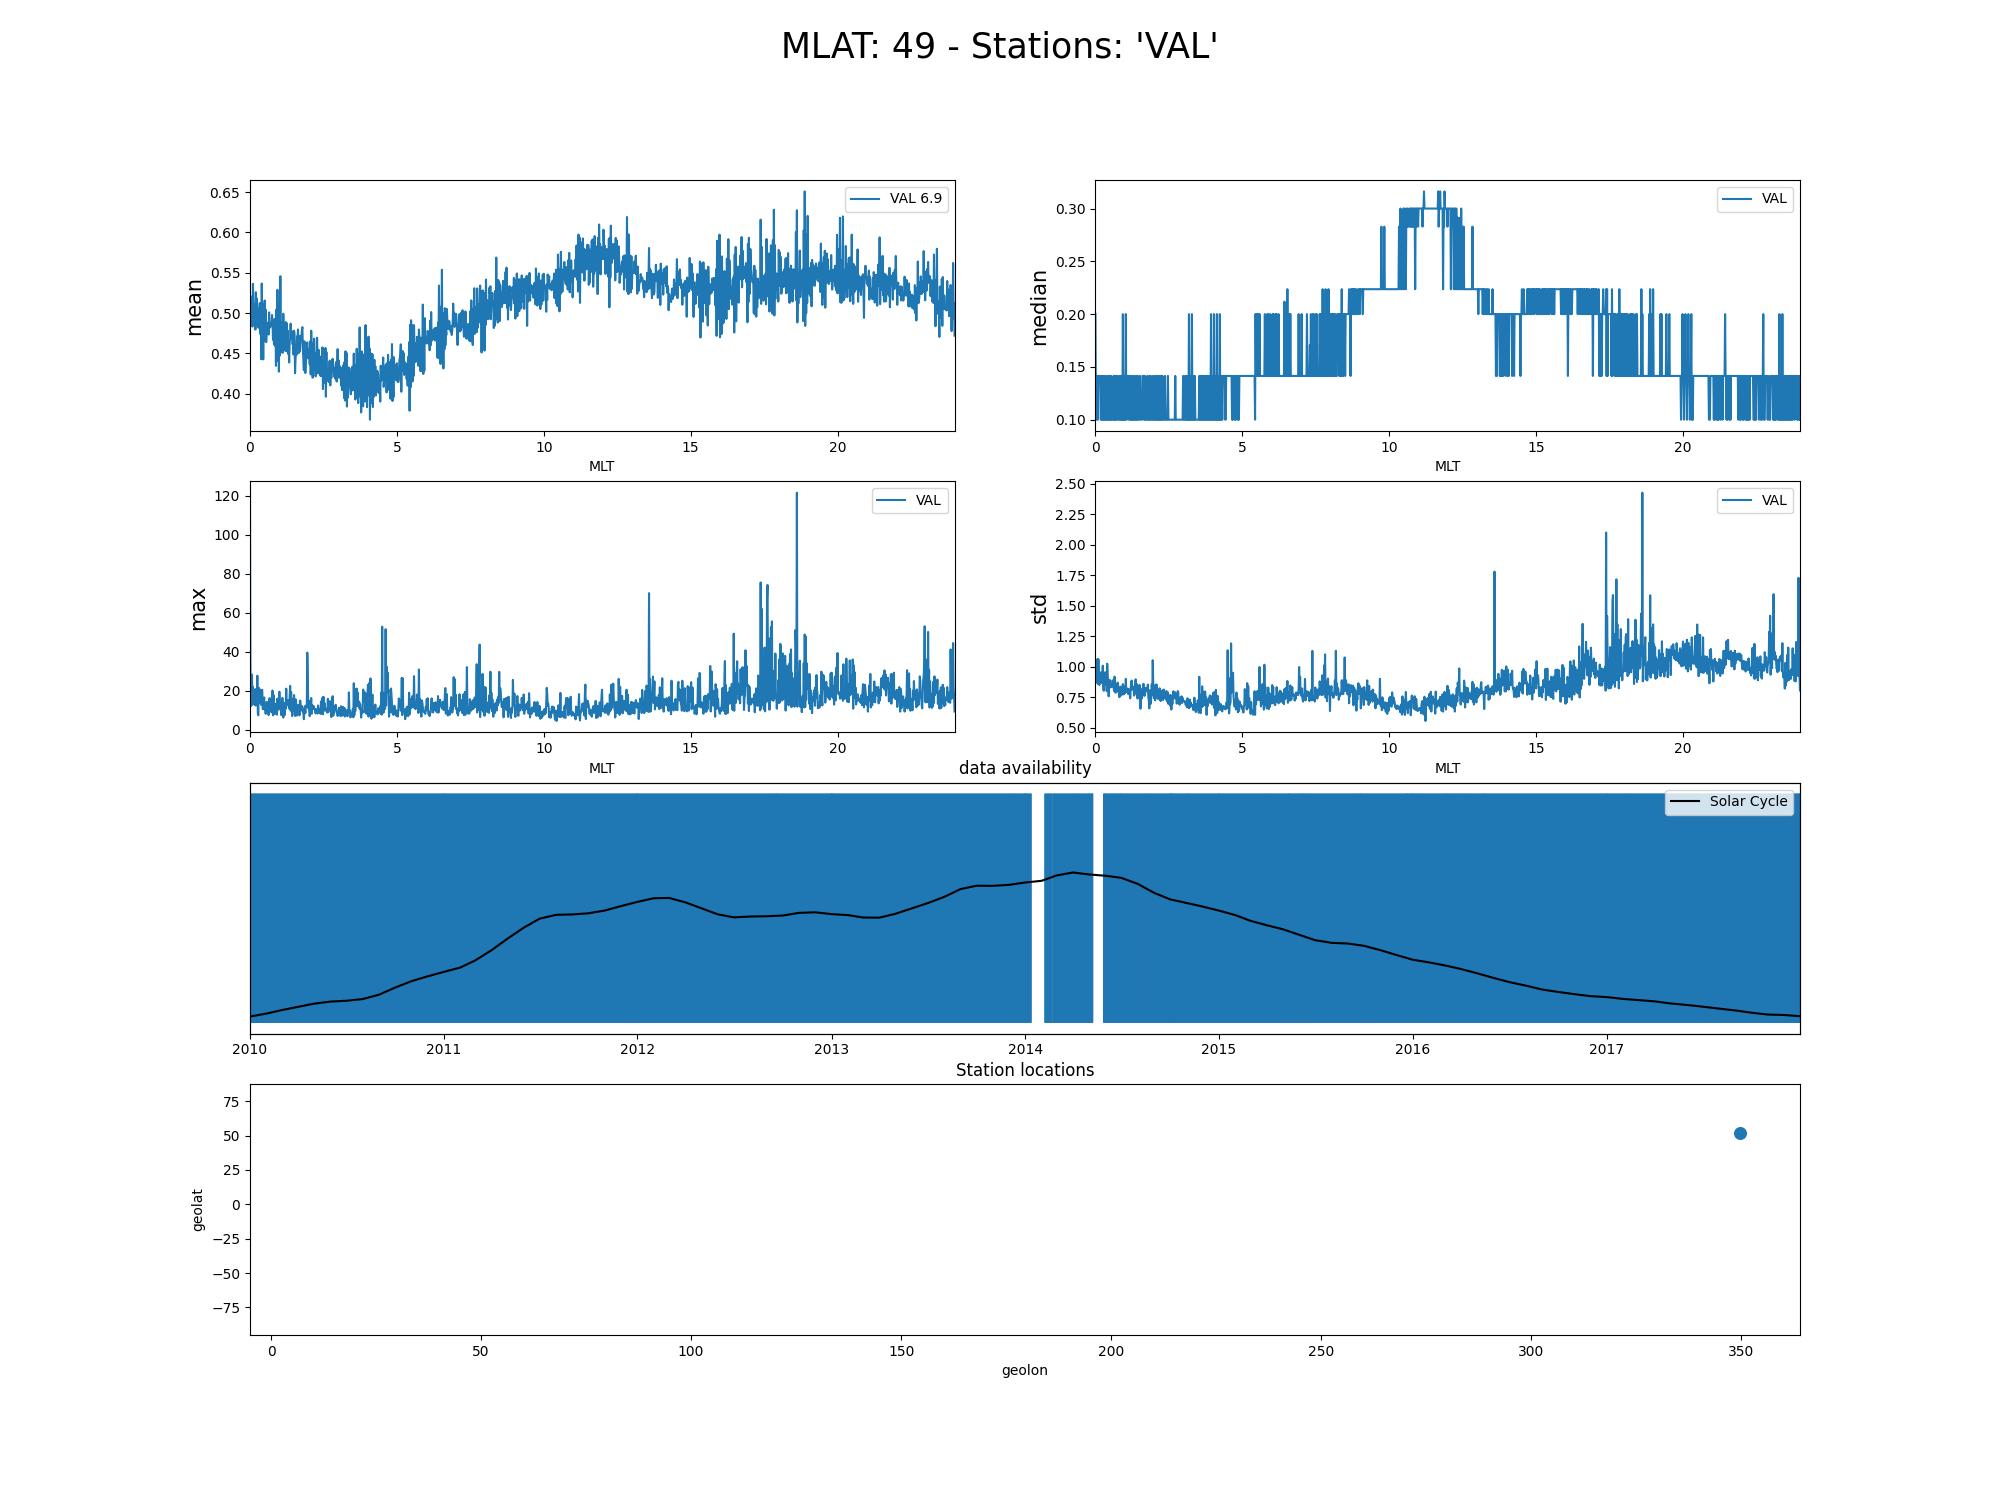 MLAT: 49 - Stations: 'VAL'
mean
0.65
0.60
0.55
0.50
0.45
0.40
VAL 6.9
0 5 10 15 20
MLT
median
0.30
0.25
0.20
0.15
0.10
VAL
0 5 10 15 20
MLT
max
120
100
80
60
40
20
0
VAL
0 5 10 15 20
MLT
std
2.50
2.25
2.00
1.75
1.50
1.25
1.00
0.75
0.50
VAL
0 5 10 15 20
MLT
data availability
Solar Cycle
2010 2011 2012 2013 2014 2015 2016 2017
Station locations
geolat
75
50
25
0
−25
−50
−75
0 50 100 150 200 250 300 350
geolon